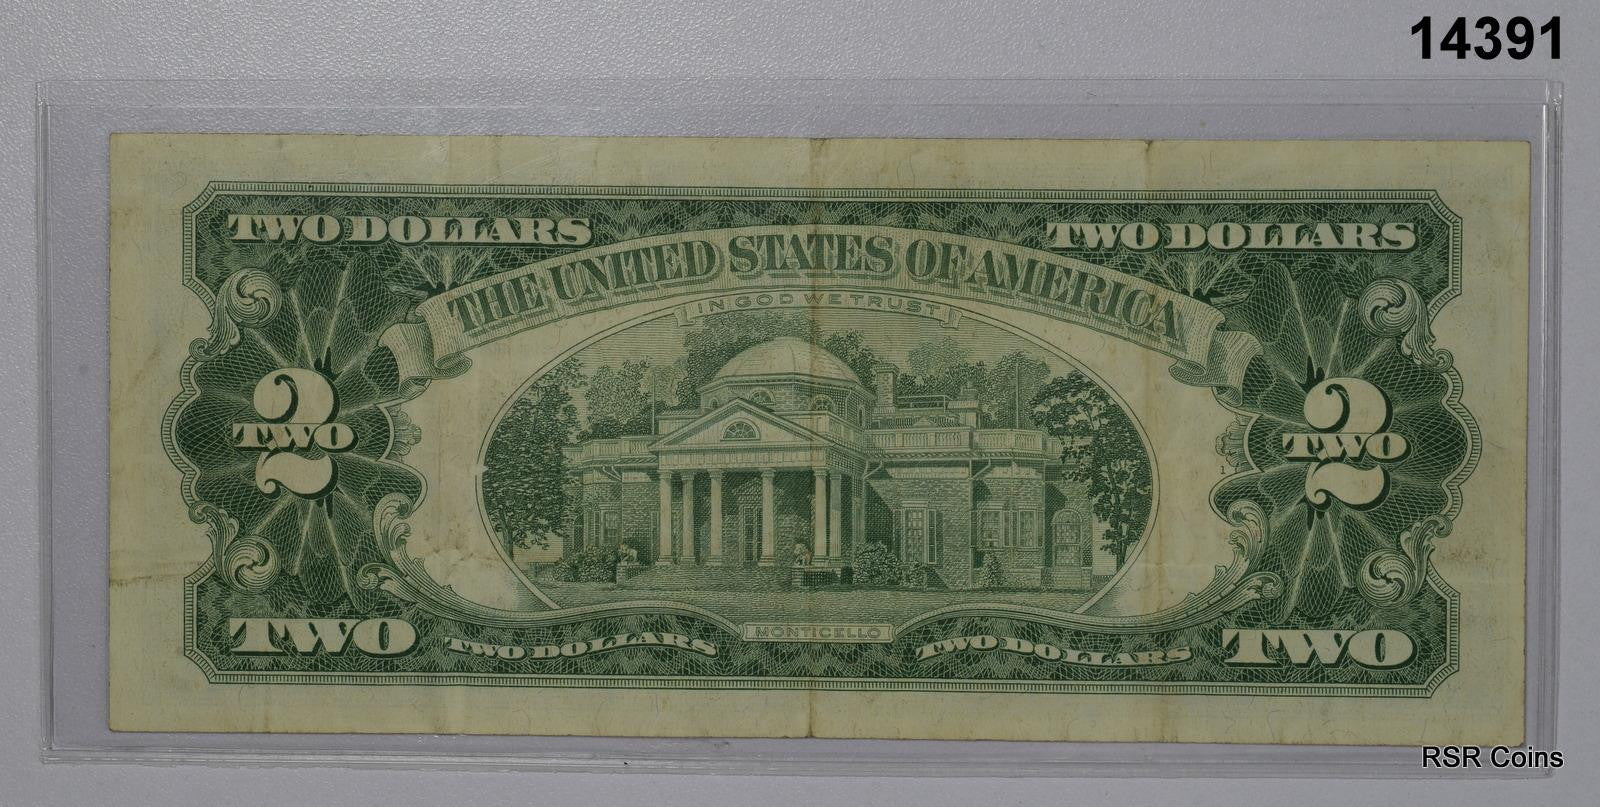 14391
TWO DOLLARS
TWO DOLLARS
THE UNITED STATES OF AMERICA
IN GOD WE TRUST
2
TWO
2
TWO
1
MONTICELLO
TWO
TWO DOLLARS
TWO DOLLARS
TWO
RSR Coins